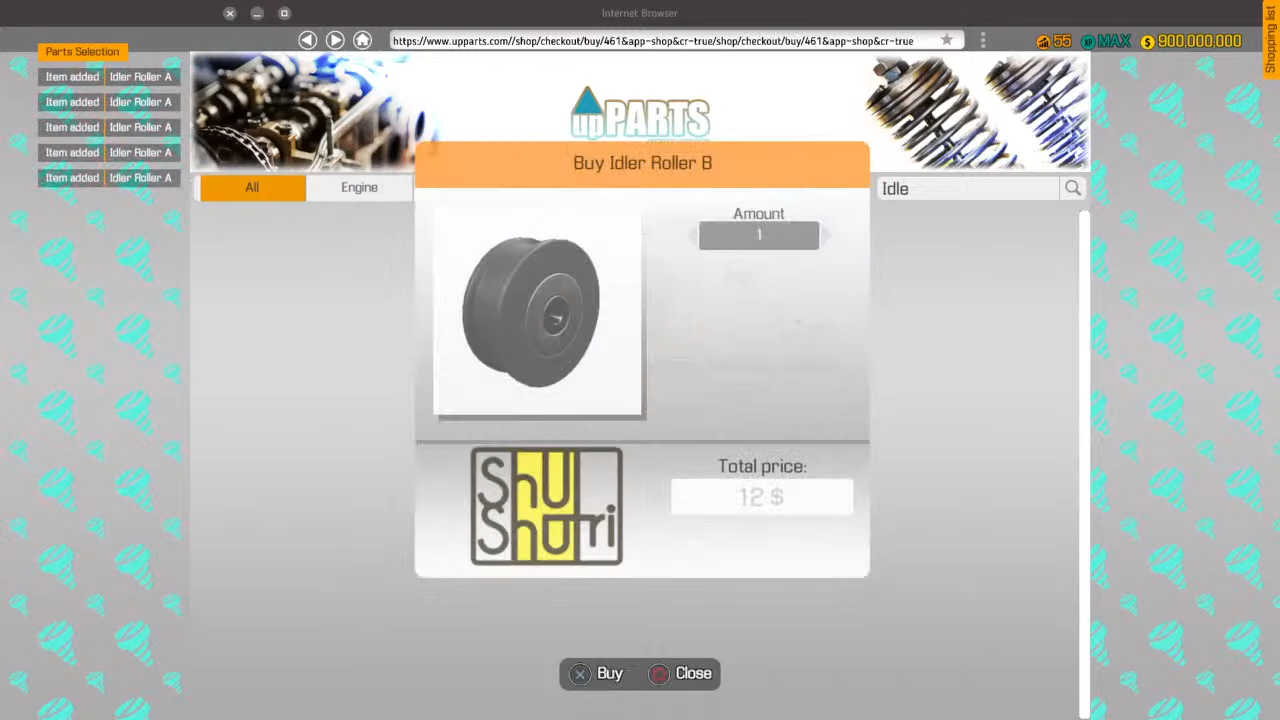 Internet Browser
https://www.upparts.com//shop/checkout/buy/461&app-shop&cr-true/shop/checkout/buy/461&app-shop&cr-true
55 XP MAX $ 900,000,000
Shopping list
Parts Selection
Item added Idler Roller A
Item added Idler Roller A
Item added Idler Roller A
Item added Idler Roller A
Item added Idler Roller A
upPARTS
Buy Idler Roller B
All Engine
Idle
Amount
1
Shu
Shutri
Total price:
12 $
Buy Close